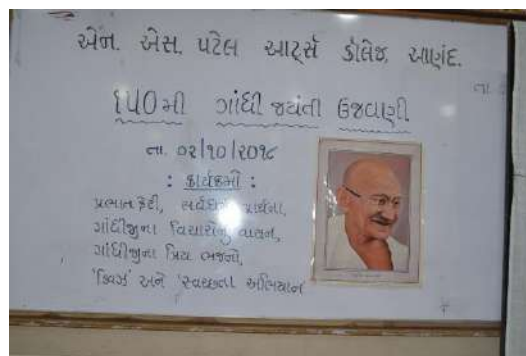 એન. એસ. પટેલ આર્ટ્સ કૉલેજ, આણંદ.
તા
૧૫૦મી ગાંધી જયંતી ઉજવણી
તા. ૦૨/૧૦/૨૦૧૮
: કાર્યક્રમો :
પ્રભાત ફેરી, સર્વધર્મ પ્રાર્થના,
ગાંધીજીના વિચારોનું વાચન,
ગાંધીજીના પ્રિય ભજનો,
'ક્વિઝ' અને 'સ્વચ્છતા અભિયાન'